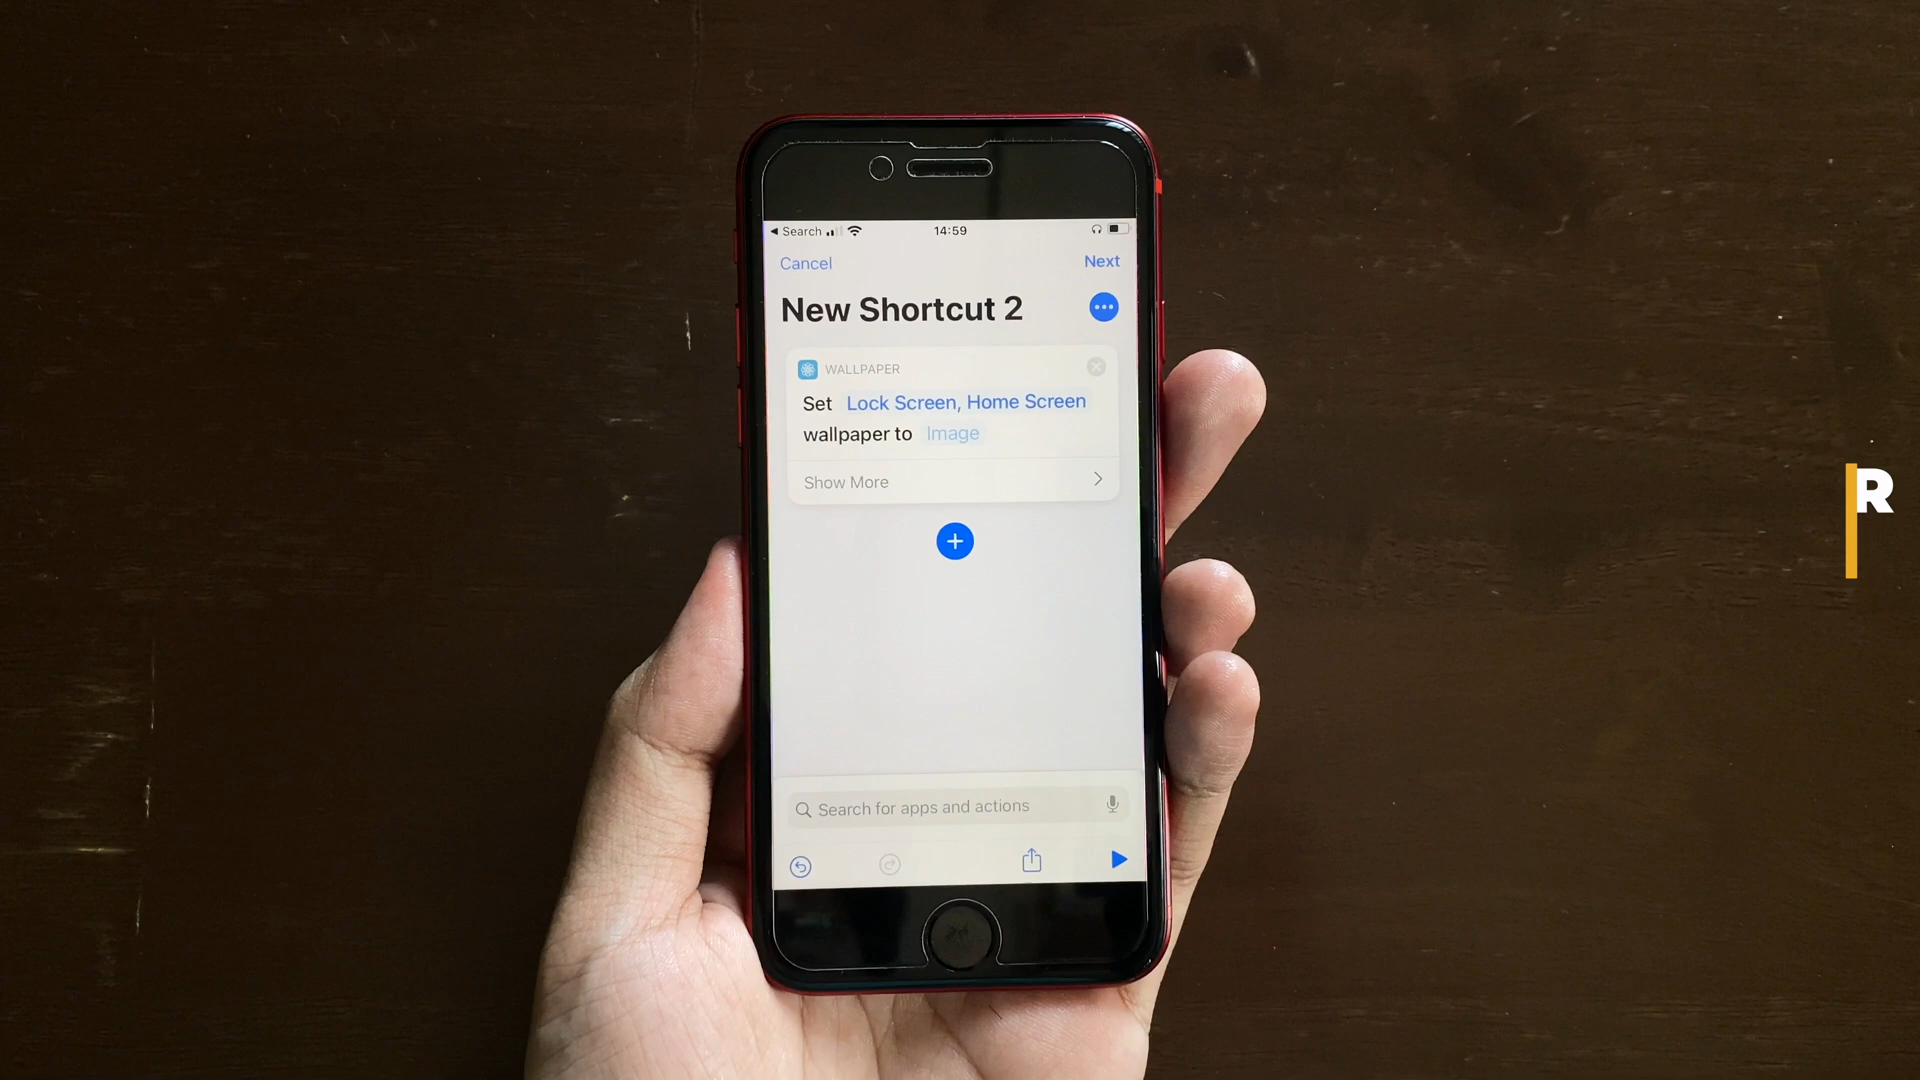 Search 14:59
Cancel Next
New Shortcut 2
WALLPAPER
Set Lock Screen, Home Screen
wallpaper to Image
Show More
Search for apps and actions
R